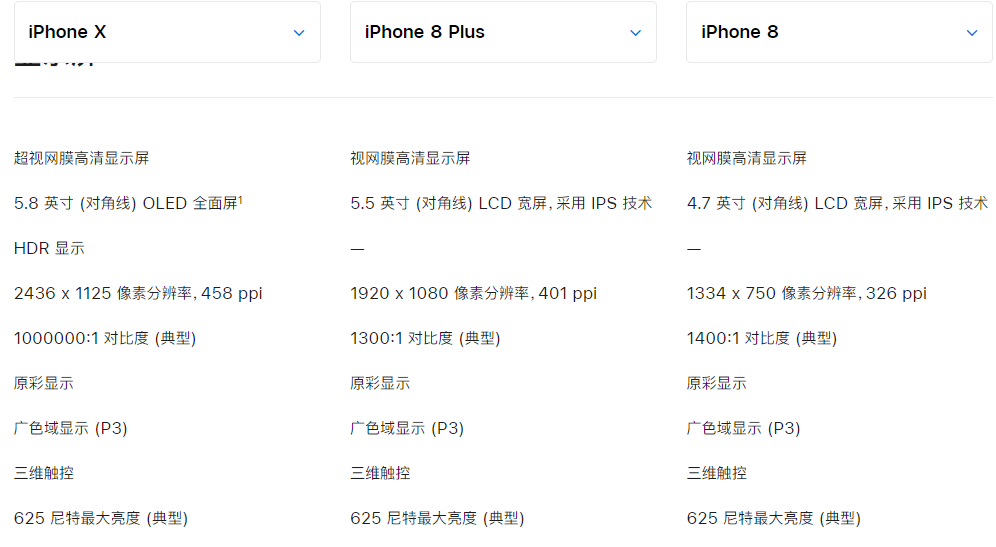 iPhone X
iPhone 8 Plus
iPhone 8
超视网膜高清显示屏
视网膜高清显示屏
视网膜高清显示屏
5.8 英寸 (对角线) OLED 全面屏¹
5.5 英寸 (对角线) LCD 宽屏, 采用 IPS 技术
4.7 英寸 (对角线) LCD 宽屏, 采用 IPS 技术
HDR 显示
—
—
2436 x 1125 像素分辨率, 458 ppi
1920 x 1080 像素分辨率, 401 ppi
1334 x 750 像素分辨率, 326 ppi
1000000:1 对比度 (典型)
1300:1 对比度 (典型)
1400:1 对比度 (典型)
原彩显示
原彩显示
原彩显示
广色域显示 (P3)
广色域显示 (P3)
广色域显示 (P3)
三维触控
三维触控
三维触控
625 尼特最大亮度 (典型)
625 尼特最大亮度 (典型)
625 尼特最大亮度 (典型)